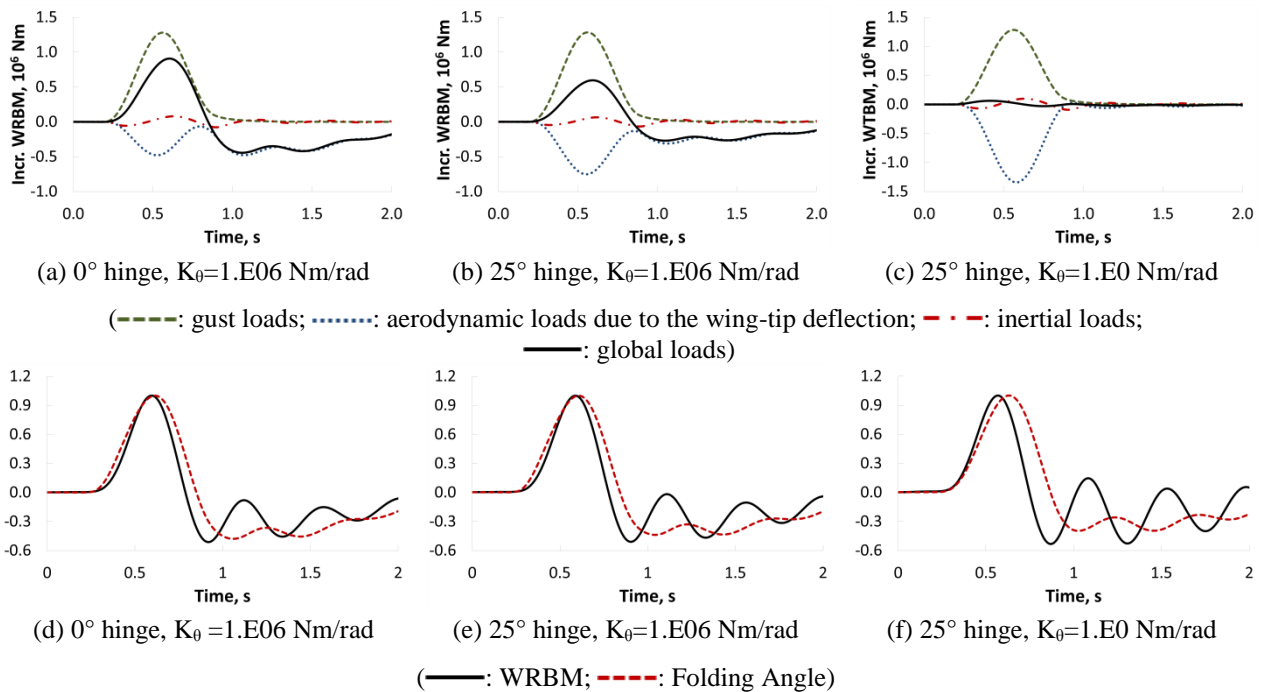 Incr. WRBM, 10⁶ Nm
1.5
1.0
0.5
0.0
-0.5
-1.0
0.0 0.5 1.0 1.5 2.0
Time, s
(a) 0° hinge, Kθ=1.E06 Nm/rad
Incr. WRBM, 10⁶ Nm
1.5
1.0
0.5
0.0
-0.5
-1.0
0.0 0.5 1.0 1.5 2.0
Time, s
(b) 25° hinge, Kθ=1.E06 Nm/rad
Incr. WTBM, 10⁶ Nm
1.5
1.0
0.5
0.0
-0.5
-1.0
-1.5
0.0 0.5 1.0 1.5 2.0
Time, s
(c) 25° hinge, Kθ=1.E0 Nm/rad
(: gust loads; : aerodynamic loads due to the wing-tip deflection; : inertial loads;
: global loads)
1.2
0.9
0.6
0.3
0.0
-0.3
-0.6
0 0.5 1 1.5 2
Time, s
(d) 0° hinge, Kθ =1.E06 Nm/rad
1.2
0.9
0.6
0.3
0.0
-0.3
-0.6
0 0.5 1 1.5 2
Time, s
(e) 25° hinge, Kθ=1.E06 Nm/rad
1.2
0.9
0.6
0.3
0.0
-0.3
-0.6
0 0.5 1 1.5 2
Time, s
(f) 25° hinge, Kθ=1.E0 Nm/rad
(: WRBM; : Folding Angle)